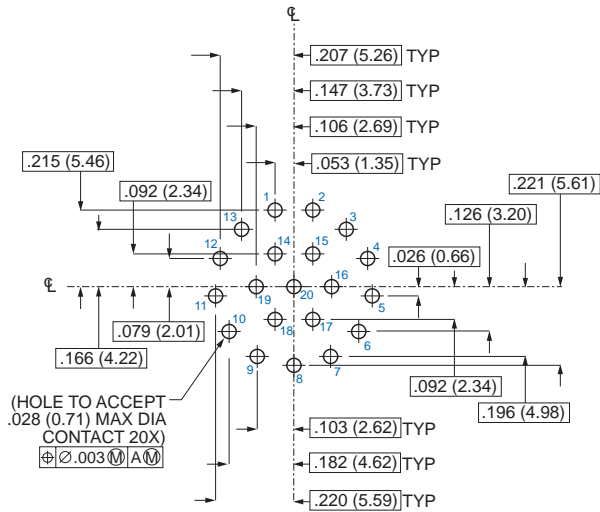 ℄
.207 (5.26) TYP
.147 (3.73) TYP
.106 (2.69) TYP
.053 (1.35) TYP
.215 (5.46)
.092 (2.34)
.221 (5.61)
.126 (3.20)
.026 (0.66)
1 2
13 3
14 15
12 4
℄
19 20 16
11 5
18 17
10 6
9 8 7
.079 (2.01)
.166 (4.22)
.092 (2.34)
.196 (4.98)
(HOLE TO ACCEPT
.028 (0.71) MAX DIA
CONTACT 20X)
⌖ ∅.003 Ⓜ A Ⓜ
.103 (2.62) TYP
.182 (4.62) TYP
.220 (5.59) TYP